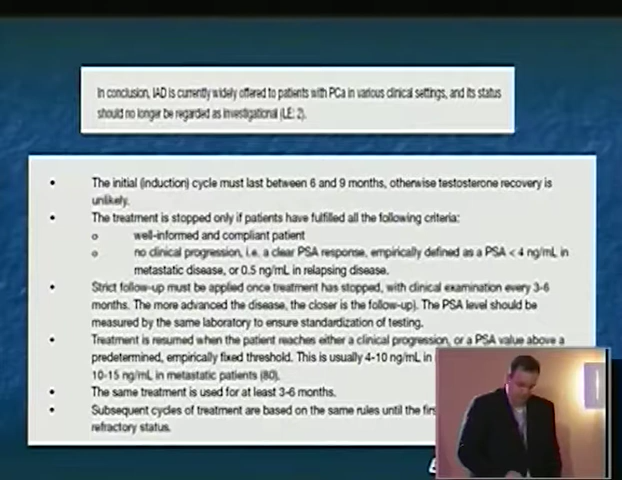 In conclusion, IAD is currently widely offered to patients with PCa in various clinical settings, and its status
should no longer be regarded as investigational (LE: 2).
• The initial (induction) cycle must last between 6 and 9 months, otherwise testosterone recovery is
unlikely.
• The treatment is stopped only if patients have fulfilled all the following criteria:
o well-informed and compliant patient
o no clinical progression, i.e. a clear PSA response, empirically defined as a PSA < 4 ng/mL in
metastatic disease, or 0.5 ng/mL in relapsing disease.
• Strict follow-up must be applied once treatment has stopped, with clinical examination every 3-6
months. The more advanced the disease, the closer is the follow-up). The PSA level should be
measured by the same laboratory to ensure standardization of testing.
• Treatment is resumed when the patient reaches either a clinical progression, or a PSA value above a
predetermined, empirically fixed threshold. This is usually 4-10 ng/mL in
10-15 ng/mL in metastatic patients (80).
• The same treatment is used for at least 3-6 months.
• Subsequent cycles of treatment are based on the same rules until the
refractory status.